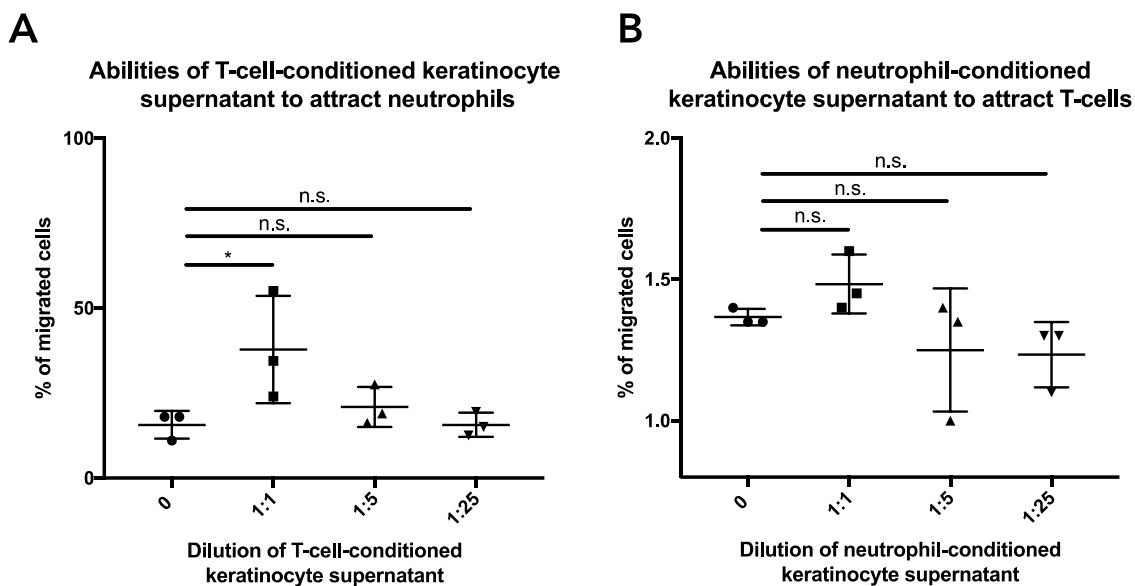 A
Abilities of T-cell-conditioned keratinocyte
supernatant to attract neutrophils
100
50
0
% of migrated cells
n.s.
n.s.
*
0
1:1
1:5
1:25
Dilution of T-cell-conditioned
keratinocyte supernatant
B
Abilities of neutrophil-conditioned
keratinocyte supernatant to attract T-cells
2.0
1.5
1.0
% of migrated cells
n.s.
n.s.
n.s.
0
1:1
1:5
1:25
Dilution of neutrophil-conditioned
keratinocyte supernatant